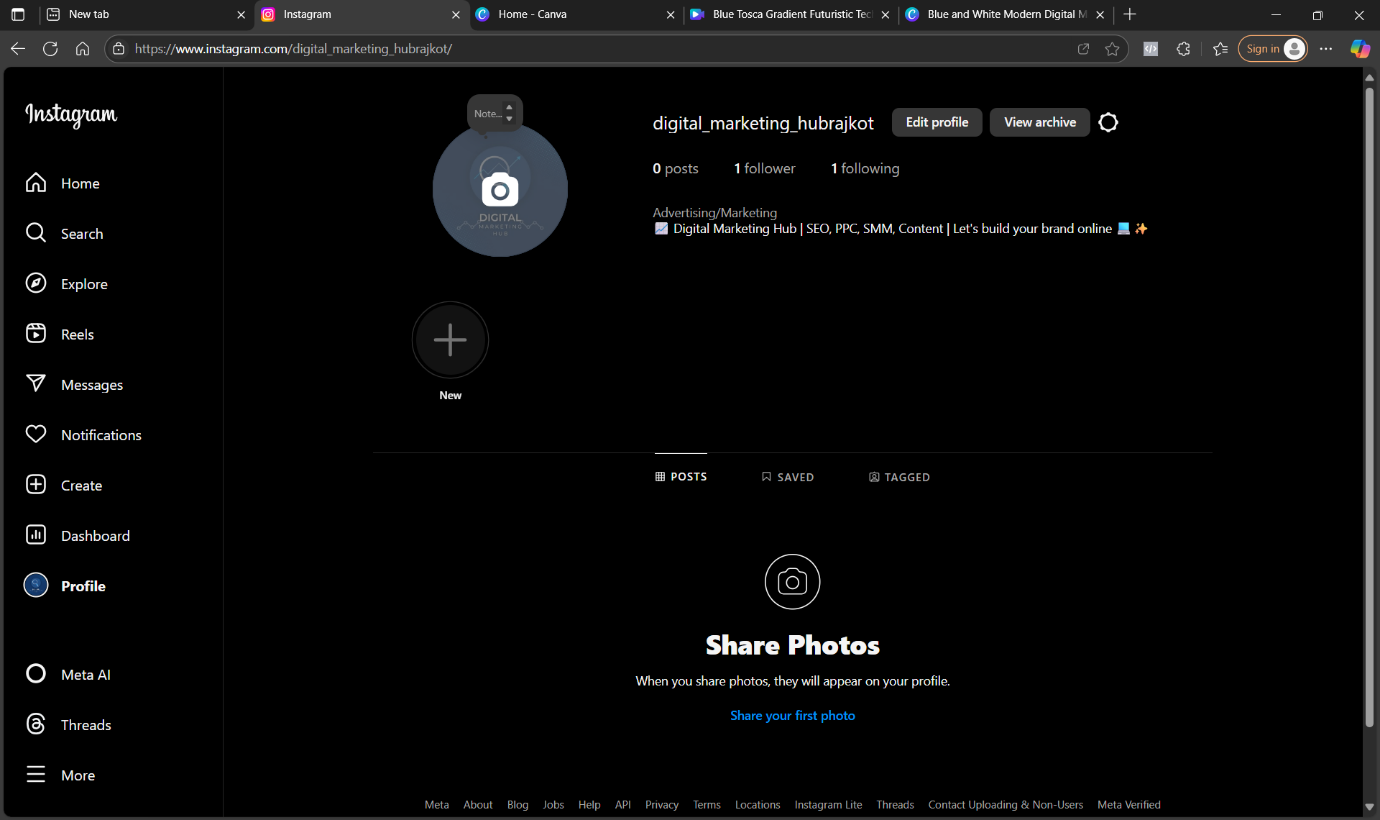 New tab
Instagram
Home - Canva
Blue Tosca Gradient Futuristic Tec
Blue and White Modern Digital M
https://www.instagram.com/digital_marketing_hubrajkot/
Sign in
Instagram
Home
Search
Explore
Reels
Messages
Notifications
Create
Dashboard
Profile
Meta AI
Threads
More
Note...
DIGITAL
MARKETING
HUB
digital_marketing_hubrajkot
Edit profile
View archive
0 posts
1 follower
1 following
Advertising/Marketing
📈 Digital Marketing Hub | SEO, PPC, SMM, Content | Let's build your brand online 💻 ✨
New
POSTS
SAVED
TAGGED
Share Photos
When you share photos, they will appear on your profile.
Share your first photo
Meta About Blog Jobs Help API Privacy Terms Locations Instagram Lite Threads Contact Uploading & Non-Users Meta Verified